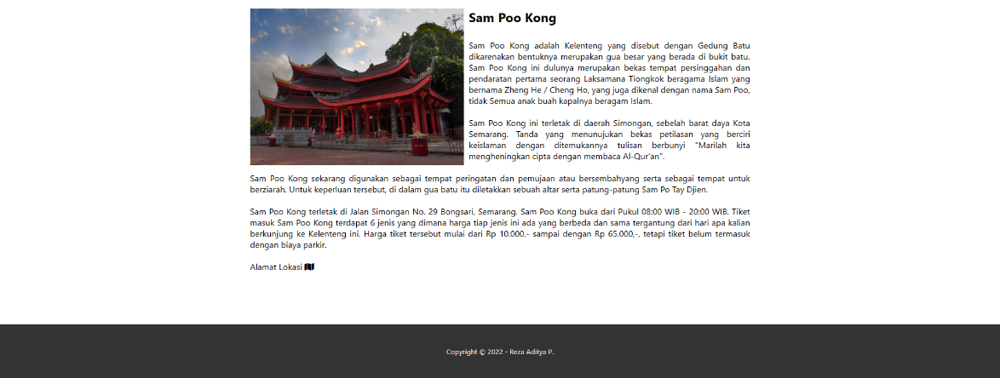 Sam Poo Kong
Sam Poo Kong adalah Kelenteng yang disebut dengan Gedung Batu
dikarenakan bentuknya merupakan gua besar yang berada di bukit batu.
Sam Poo Kong ini dulunya merupakan bekas tempat persinggahan dan
pendaratan pertama seorang Laksamana Tiongkok beragama Islam yang
bernama Zheng He / Cheng Ho, yang juga dikenal dengan nama Sam Poo,
tidak Semua anak buah kapalnya beragam Islam.
Sam Poo Kong ini terletak di daerah Simongan, sebelah barat daya Kota
Semarang. Tanda yang menunujukan bekas petilasan yang berciri
keislaman dengan ditemukannya tulisan berbunyi "Marilah kita
mengheningkan cipta dengan membaca Al-Qur'an".
Sam Poo Kong sekarang digunakan sebagai tempat peringatan dan pemujaan atau bersembahyang serta sebagai tempat untuk
berziarah. Untuk keperluan tersebut, di dalam gua batu itu diletakkan sebuah altar serta patung-patung Sam Po Tay Djien.
Sam Poo Kong terletak di Jalan Simongan No. 29 Bongsari, Semarang. Sam Poo Kong buka dari Pukul 08:00 WIB - 20:00 WIB. Tiket
masuk Sam Poo Kong terdapat 6 jenis yang dimana harga tiap jenis ini ada yang berbeda dan sama tergantung dari hari apa kalian
berkunjung ke Kelenteng ini. Harga tiket tersebut mulai dari Rp 10.000,- sampai dengan Rp 65.000,-, tetapi tiket belum termasuk
dengan biaya parkir.
Alamat Lokasi
Copyright © 2022 - Reza Aditya P.